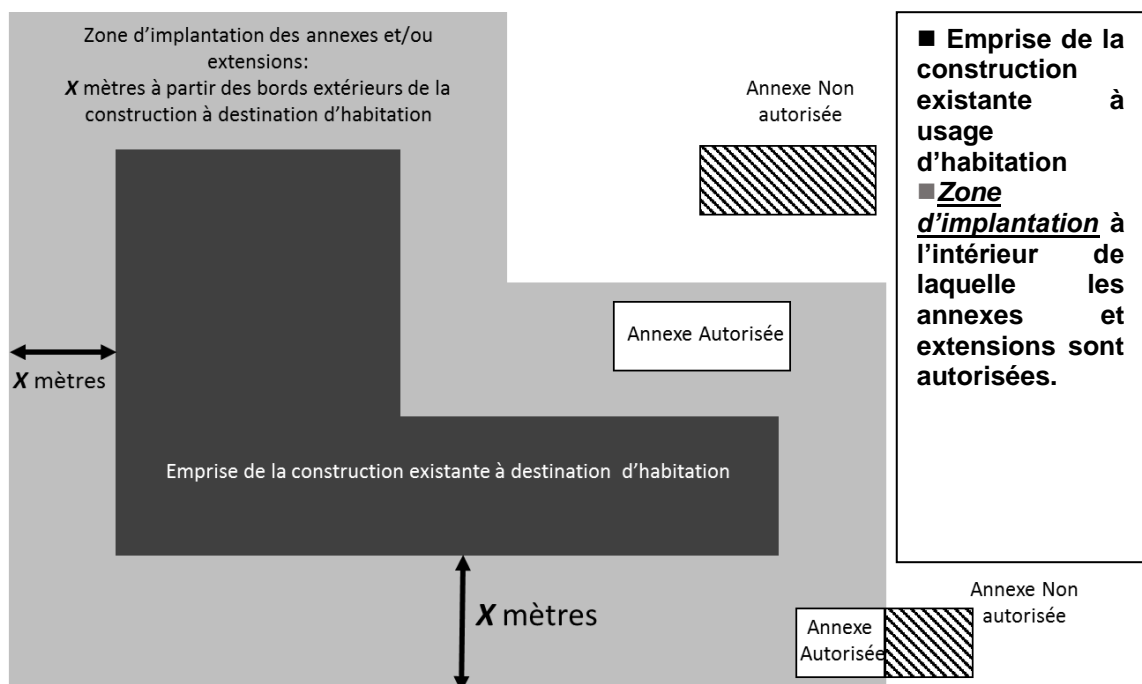 Zone d’implantation des annexes et/ou
extensions:
X mètres à partir des bords extérieurs de la
construction à destination d’habitation
Annexe Non
autorisée
Annexe Autorisée
X mètres
Emprise de la construction existante à destination d’habitation
X mètres
Annexe
Autorisée
Annexe Non
autorisée
■ Emprise de la
construction
existante à
usage
d’habitation
■Zone
d’implantation à
l’intérieur de
laquelle les
annexes et
extensions sont
autorisées.